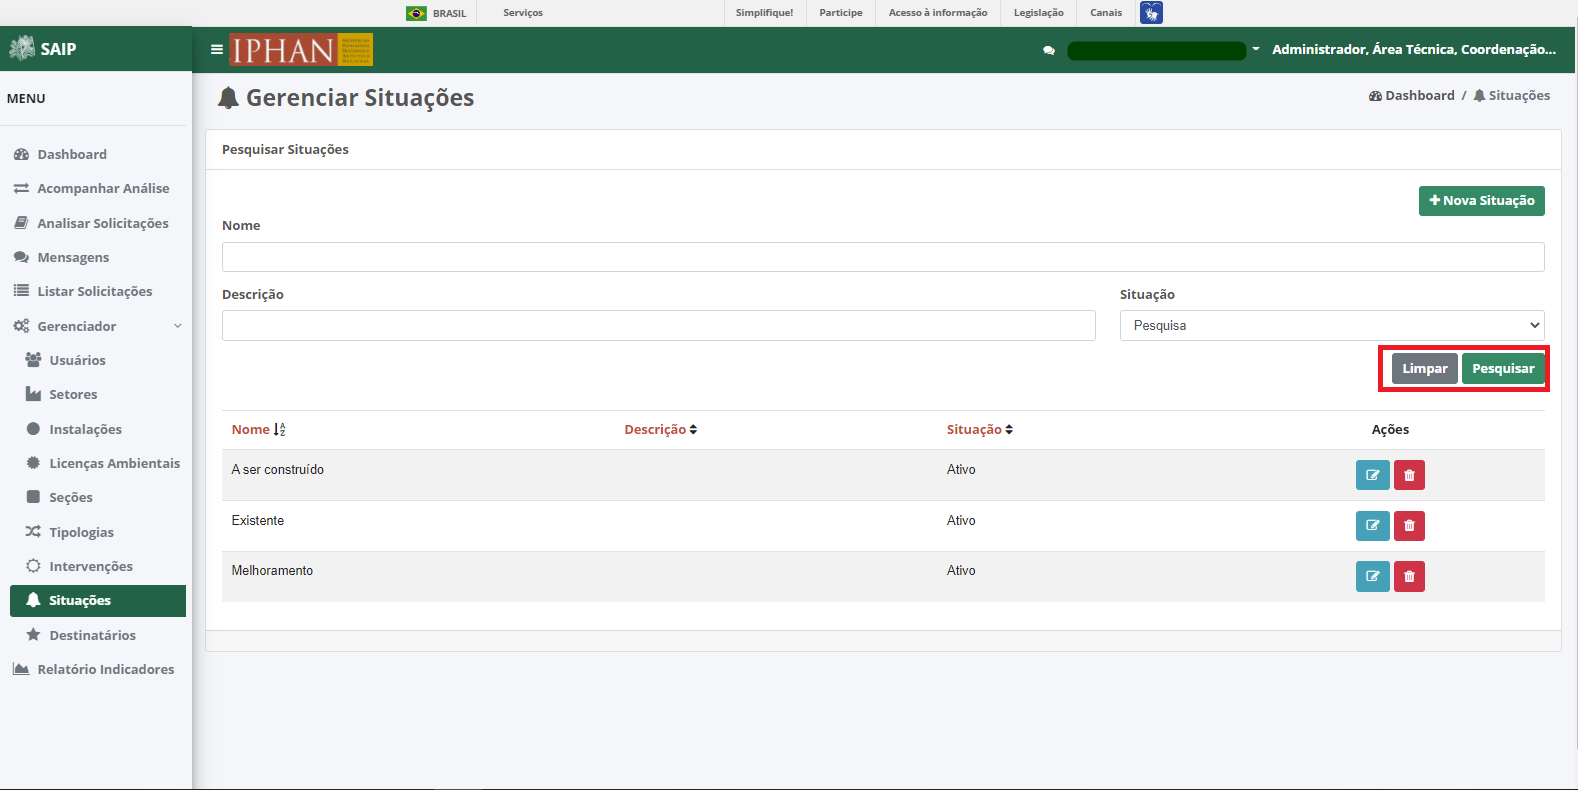 BRASIL Serviços Simplifique! Participe Acesso à informação Legislação Canais
SAIP
IPHAN
Administrador, Área Técnica, Coordenação...
MENU
Dashboard
Acompanhar Análise
Analisar Solicitações
Mensagens
Listar Solicitações
Gerenciador
Usuários
Setores
Instalações
Licenças Ambientais
Seções
Tipologias
Intervenções
Situações
Destinatários
Relatório Indicadores
Gerenciar Situações
Dashboard / Situações
Pesquisar Situações
+ Nova Situação
Nome
Descrição Situação
Pesquisa
Limpar Pesquisar
Nome Descrição Situação Ações
A ser construído Ativo
Existente Ativo
Melhoramento Ativo